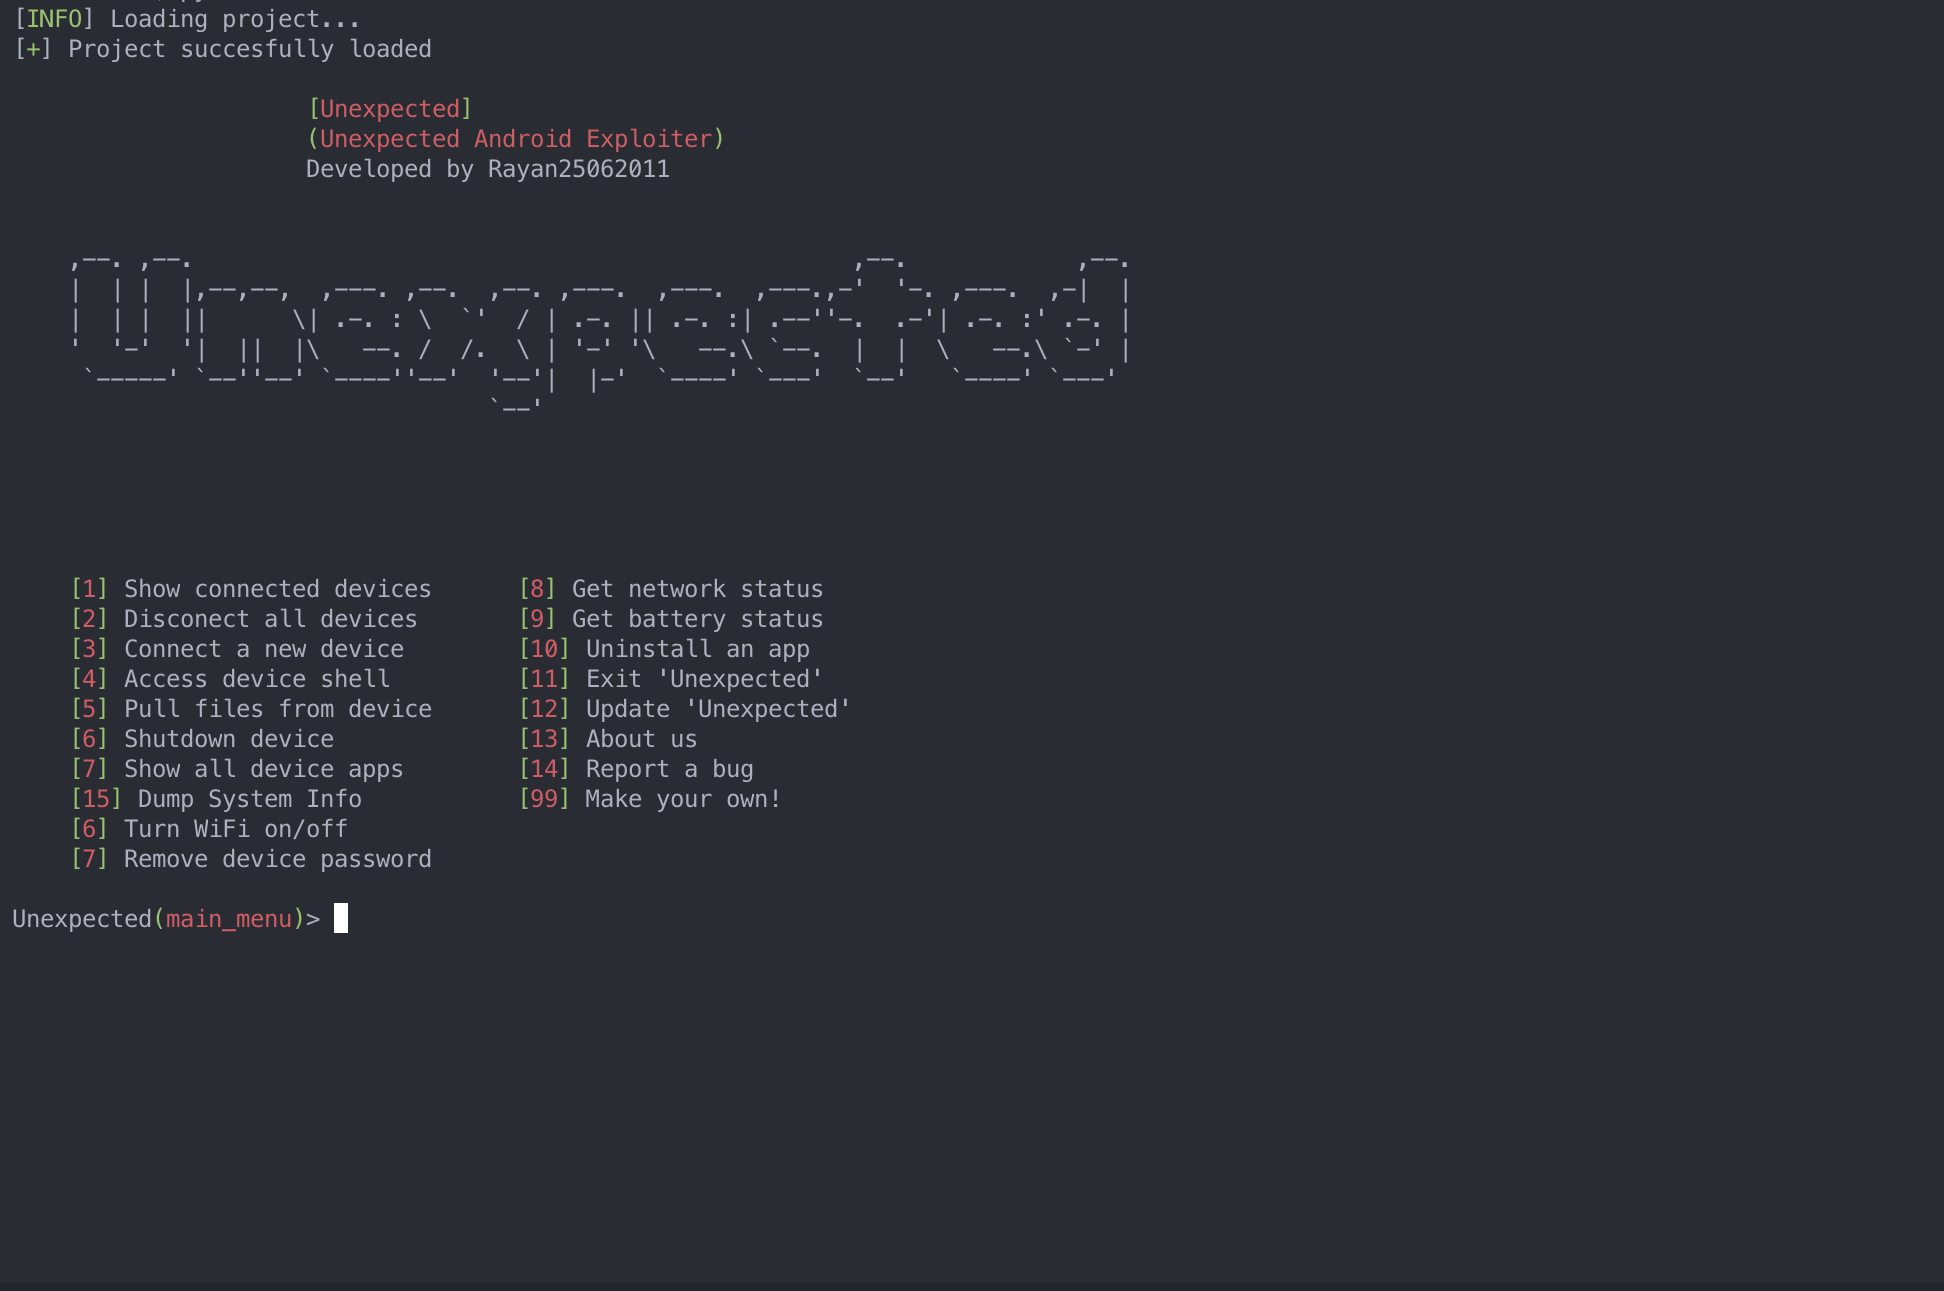 [INFO] Loading project...
[+] Project succesfully loaded
[Unexpected]
(Unexpected Android Exploiter)
Developed by Rayan25062011
Unexpected
[1] Show connected devices [8] Get network status
[2] Disconect all devices [9] Get battery status
[3] Connect a new device [10] Uninstall an app
[4] Access device shell [11] Exit 'Unexpected'
[5] Pull files from device [12] Update 'Unexpected'
[6] Shutdown device [13] About us
[7] Show all device apps [14] Report a bug
[15] Dump System Info [99] Make your own!
[6] Turn WiFi on/off
[7] Remove device password
Unexpected(main_menu)>